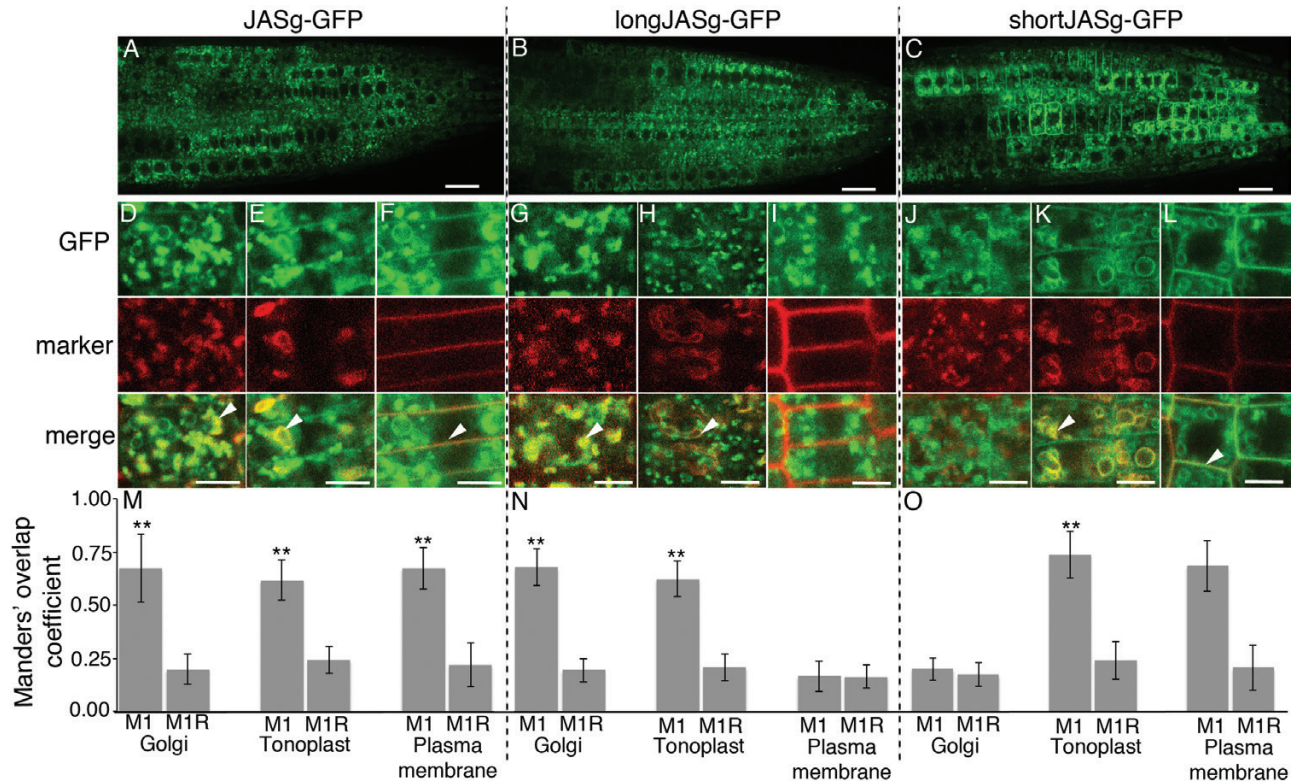 JASg-GFP longJASg-GFP shortJASg-GFP
A B C
D E F G H I J K L
GFP
marker
merge
M N O
Manders' overlap
coefficient
1.00
0.75
0.50
0.25
0.00
** ** ** ** ** **
M1 M1R M1 M1R M1 M1R M1 M1R M1 M1R M1 M1R M1 M1R M1 M1R M1 M1R
Golgi Tonoplast Plasma Golgi Tonoplast Plasma Golgi Tonoplast Plasma
membrane membrane membrane